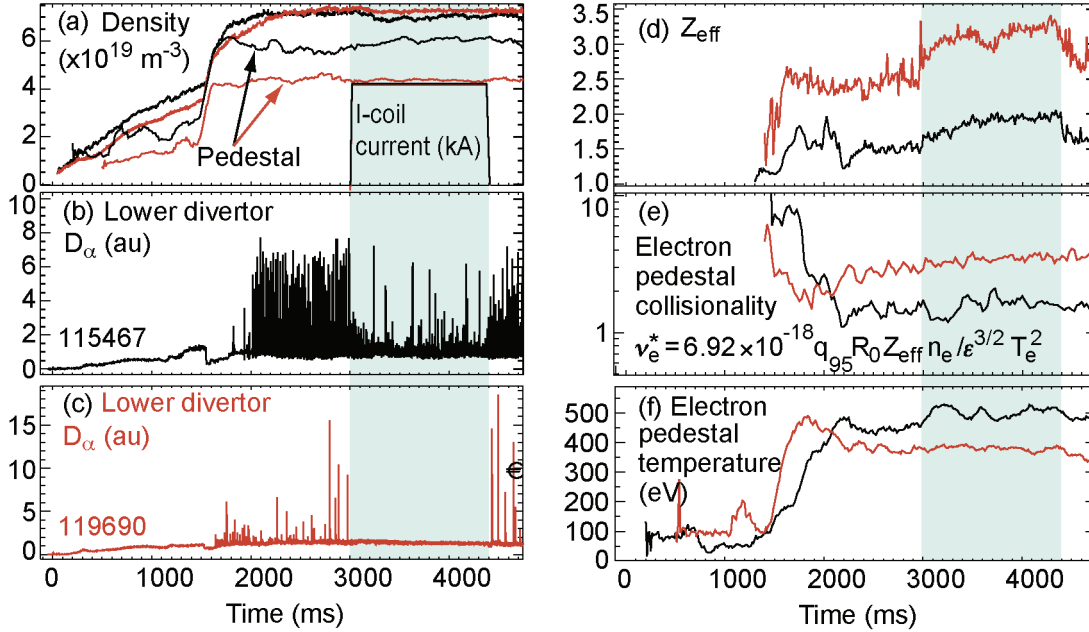 (a) Density
(x10¹⁹ m⁻³)
6
4
2
0
Pedestal
I-coil
current (kA)
(b) Lower divertor
Dα (au)
10
8
6
4
2
0
115467
(c) Lower divertor
Dα (au)
15
10
5
0
119690
0 1000 2000 3000 4000
Time (ms)
(d) Zeff
3.5
3.0
2.5
2.0
1.5
1.0
(e)
Electron
pedestal
collisionality
10
1
ν*e = 6.92 ×10⁻¹⁸ q95 R0 Zeff ne /ε³ᐟ² Te²
(f) Electron
pedestal
temperature
(eV)
500
400
300
200
100
0
0 1000 2000 3000 4000
Time (ms)